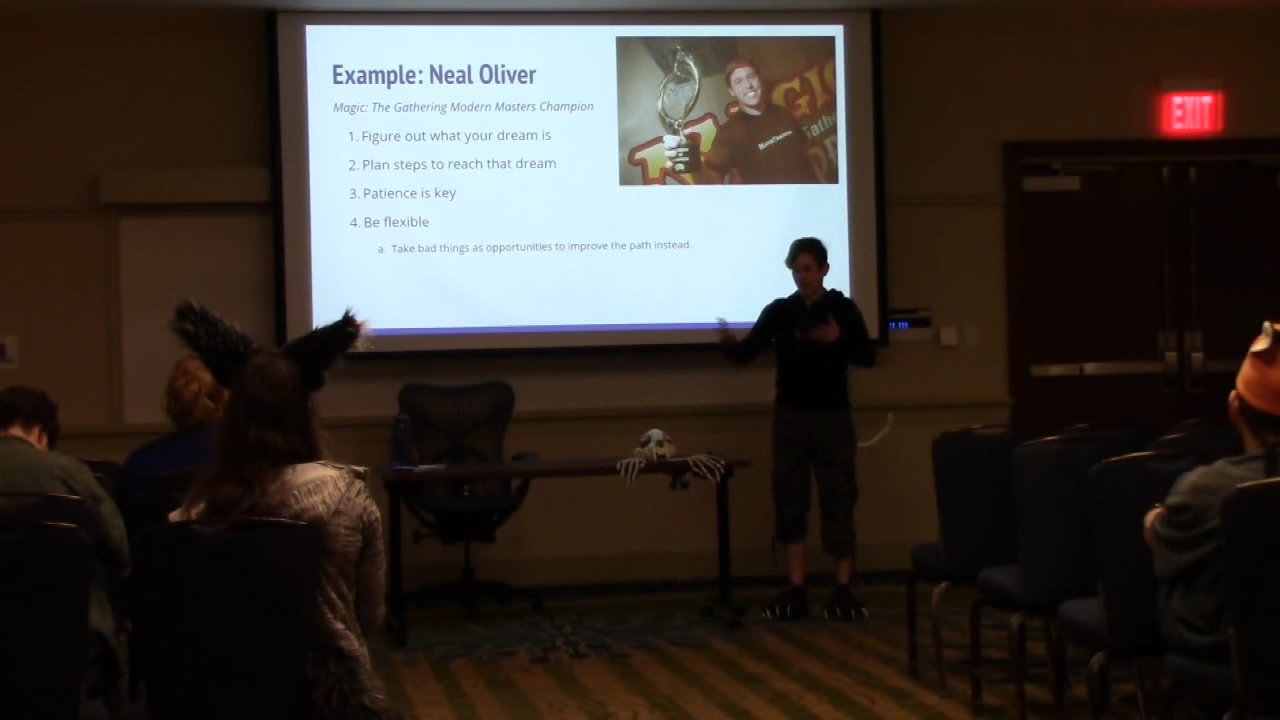 Example: Neal Oliver
Magic: The Gathering Modern Masters Champion
1. Figure out what your dream is
2. Plan steps to reach that dream
3. Patience is key
4. Be flexible
a. Take bad things as opportunities to improve the path instead.
EXIT